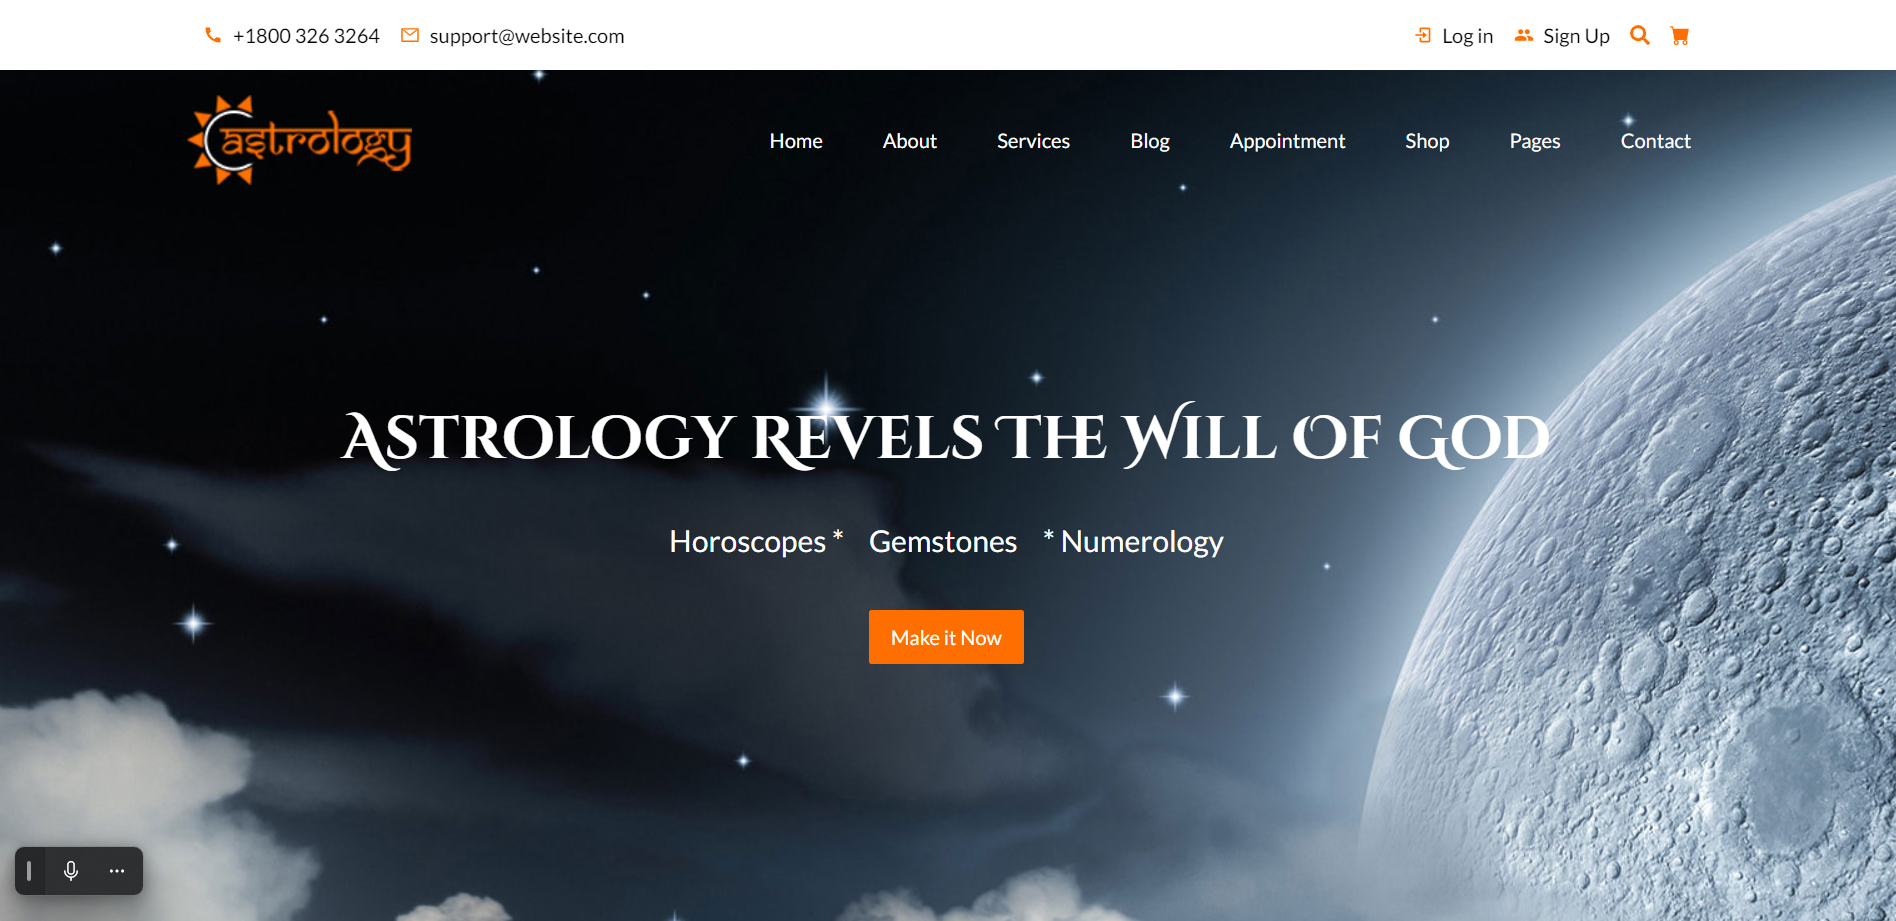 +1800 326 3264 support@website.com Log in Sign Up
astrology Home About Services Blog Appointment Shop Pages Contact
Astrology Revels The Will Of God
Horoscopes * Gemstones * Numerology
Make it Now